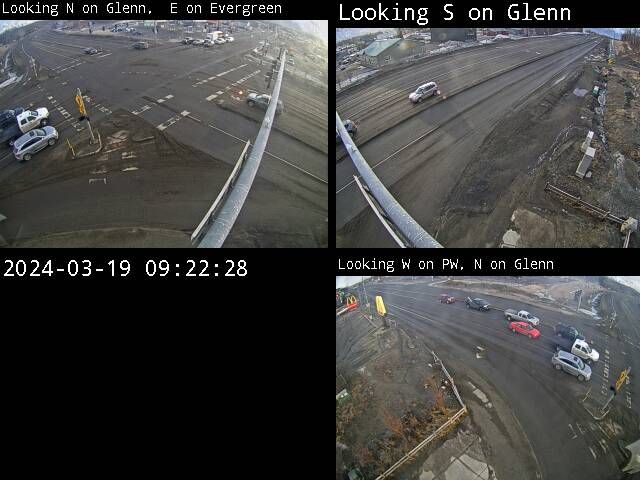 Looking N on Glenn,  E on Evergreen
Looking S on Glenn
2024-03-19 09:22:28
Looking W on PW, N on Glenn